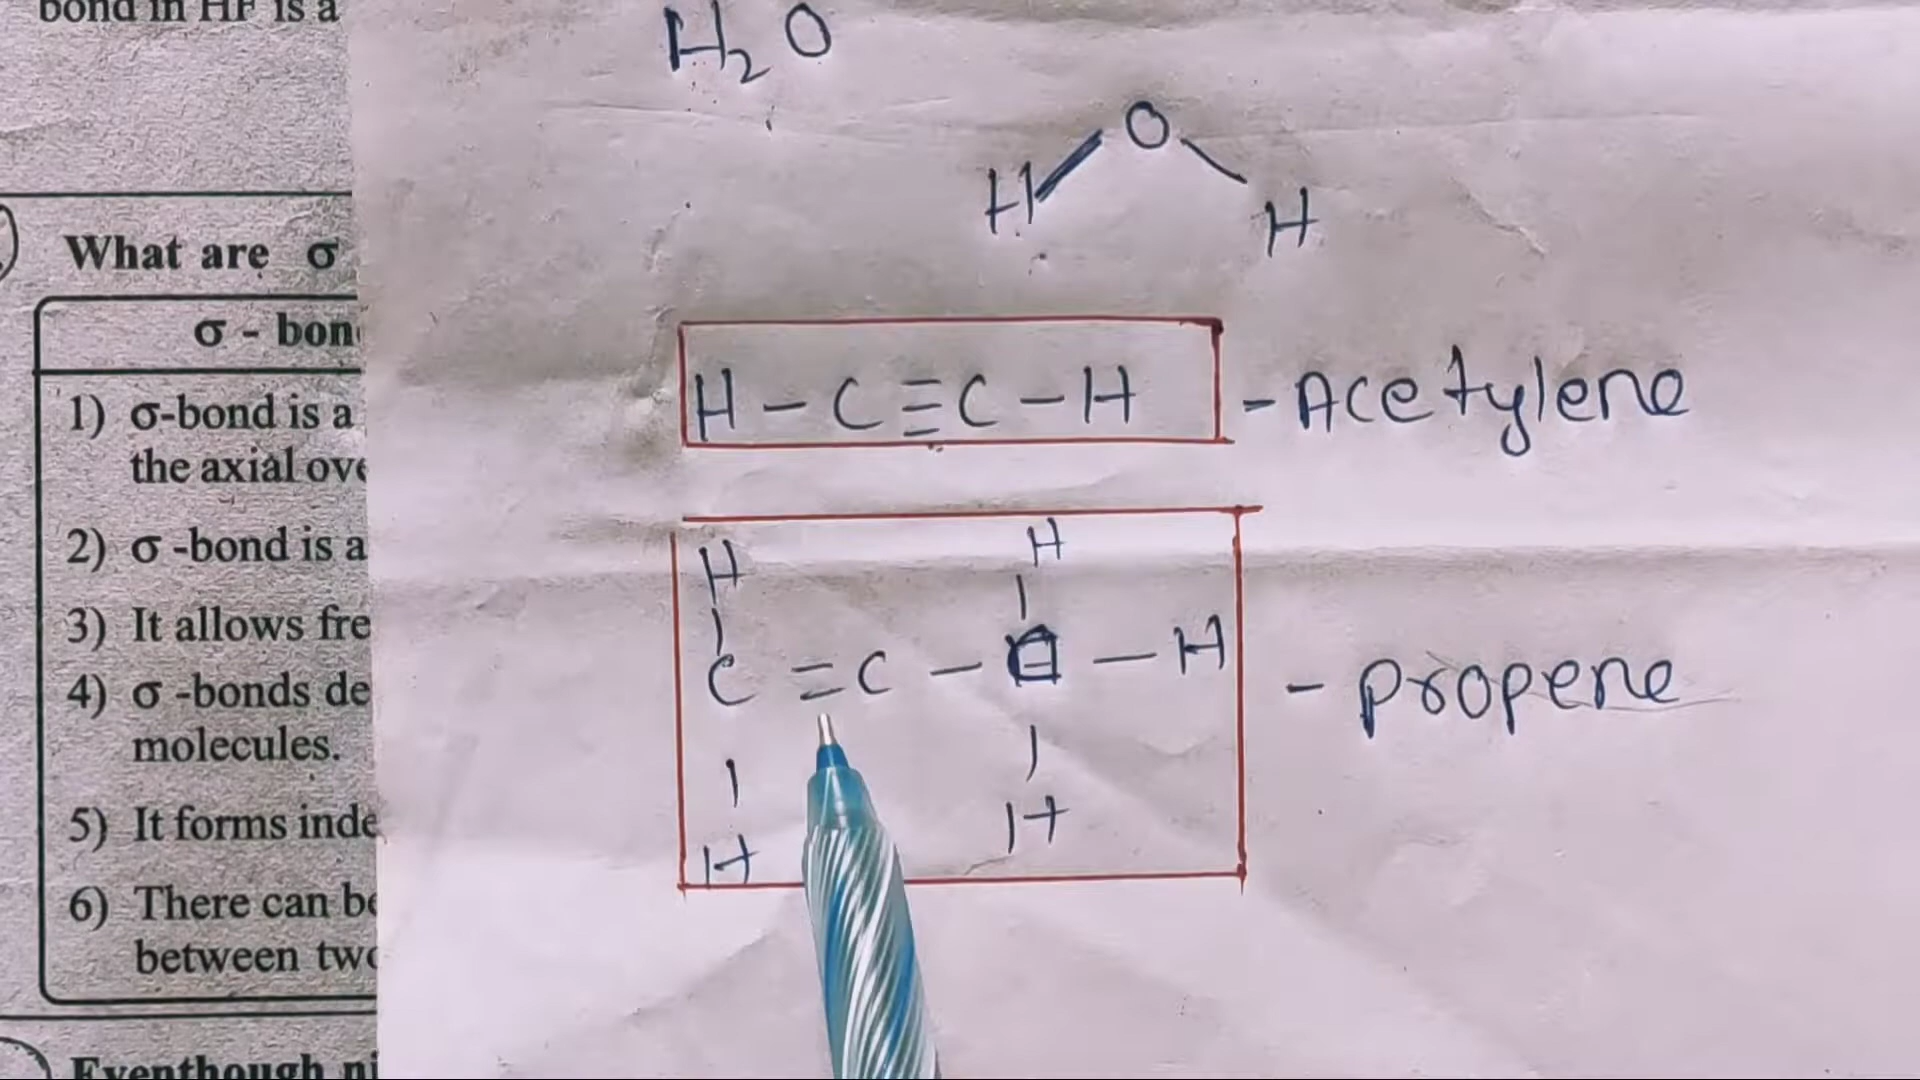 bond in HF is a
What are σ
σ - bon
1) σ-bond is a
the axial ove
2) σ -bond is a
3) It allows fre
4) σ -bonds de
molecules.
5) It forms inde
6) There can be
between two
Eventhough ni
H₂O
O
H H
H - C ≡ C - H - Acetylene
H H
C = C - C - H - propene
H H